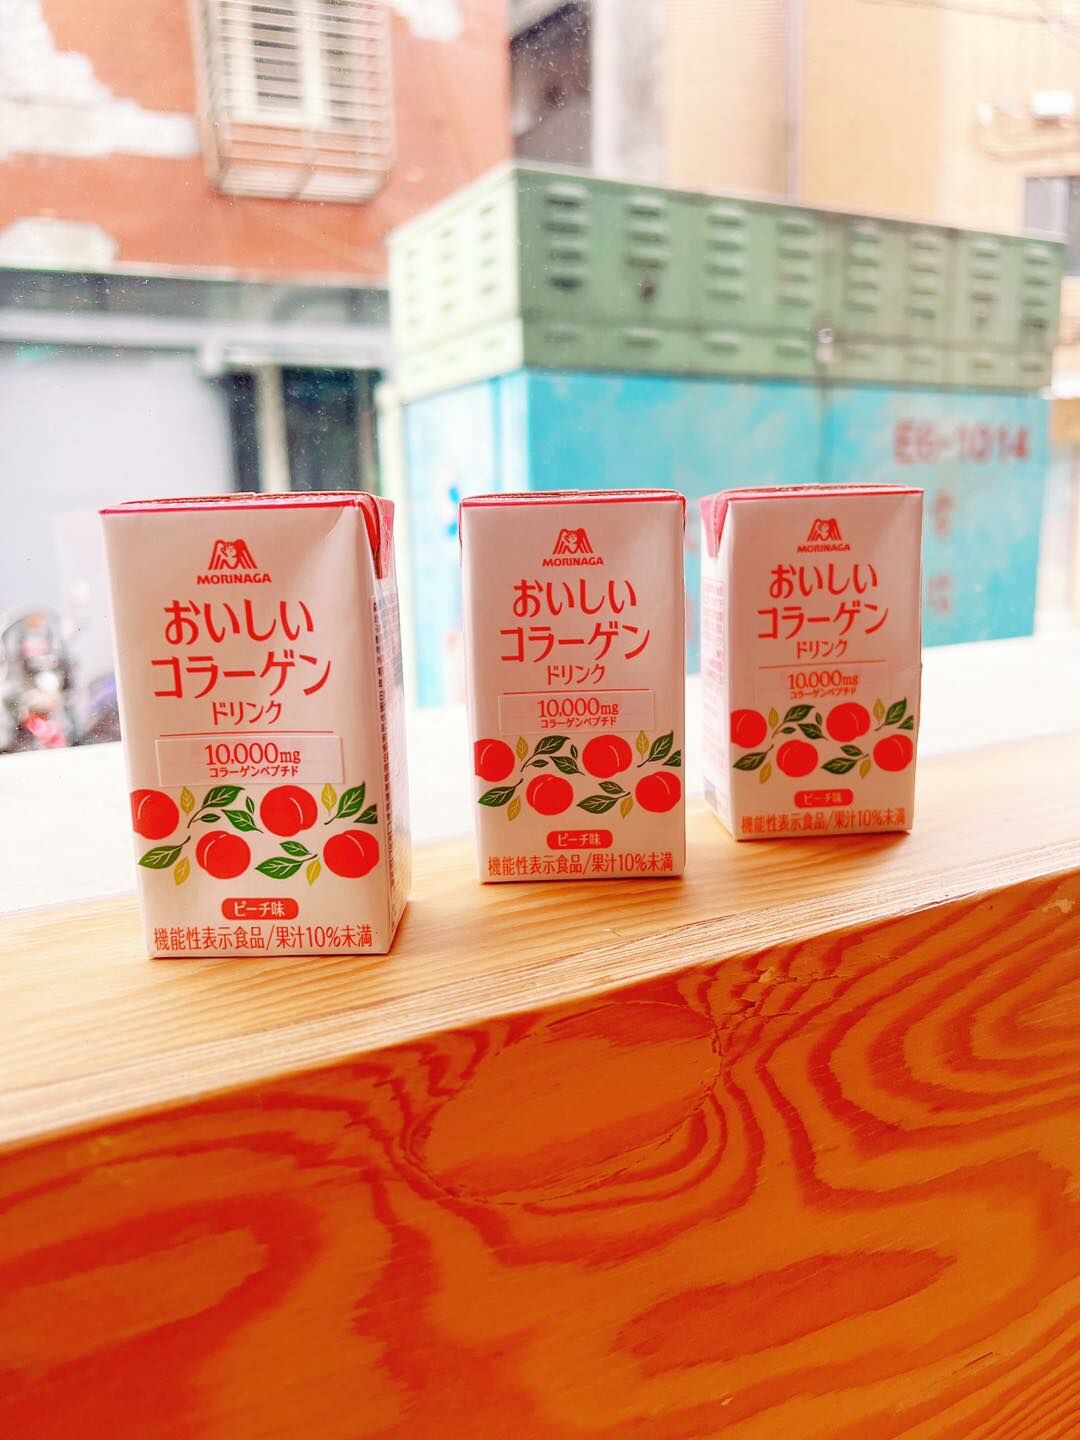 MORINAGA
おいしい
コラーゲン
ドリンク
10,000mg
コラーゲンペプチド
ピーチ味
機能性表示食品/果汁10%未満
MORINAGA
おいしい
コラーゲン
ドリンク
10,000mg
コラーゲンペプチド
ピーチ味
機能性表示食品/果汁10%未満
MORINAGA
おいしい
コラーゲン
ドリンク
10,000mg
コラーゲンペプチド
ピーチ味
機能性表示食品/果汁10%未満
E6-1014